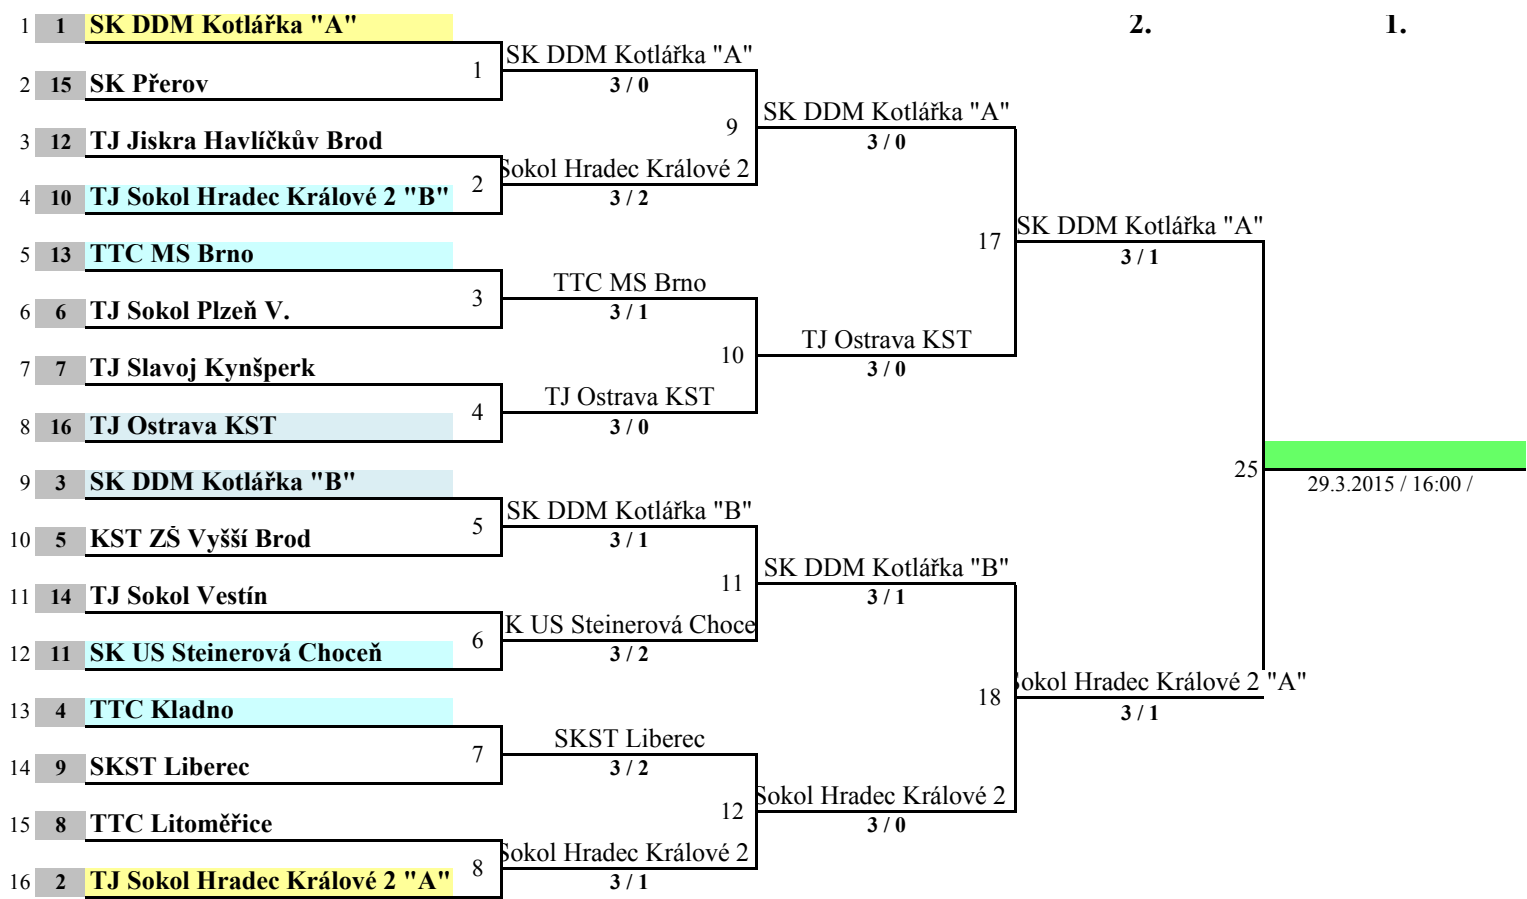 2. 1.
1 1 SK DDM Kotlářka "A"
SK DDM Kotlářka "A"
1
3 / 0
2 15 SK Přerov
SK DDM Kotlářka "A"
9
3 / 0
3 12 TJ Jiskra Havlíčkův Brod
Sokol Hradec Králové 2
2
3 / 2
4 10 TJ Sokol Hradec Králové 2 "B"
SK DDM Kotlářka "A"
17
3 / 1
5 13 TTC MS Brno
TTC MS Brno
3
3 / 1
6 6 TJ Sokol Plzeň V.
TJ Ostrava KST
10
3 / 0
7 7 TJ Slavoj Kynšperk
TJ Ostrava KST
4
3 / 0
8 16 TJ Ostrava KST
25
29.3.2015 / 16:00 /
9 3 SK DDM Kotlářka "B"
SK DDM Kotlářka "B"
5
3 / 1
10 5 KST ZŠ Vyšší Brod
SK DDM Kotlářka "B"
11
3 / 1
11 14 TJ Sokol Vestín
K US Steinerová Choce
6
3 / 2
12 11 SK US Steinerová Choceň
Sokol Hradec Králové 2 "A"
18
3 / 1
13 4 TTC Kladno
SKST Liberec
7
3 / 2
14 9 SKST Liberec
Sokol Hradec Králové 2
12
3 / 0
15 8 TTC Litoměřice
Sokol Hradec Králové 2
8
3 / 1
16 2 TJ Sokol Hradec Králové 2 "A"